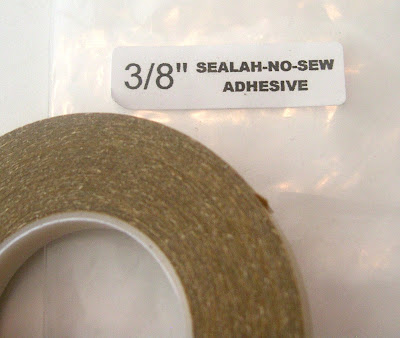 3/8" SEALAH-NO-SEW
ADHESIVE